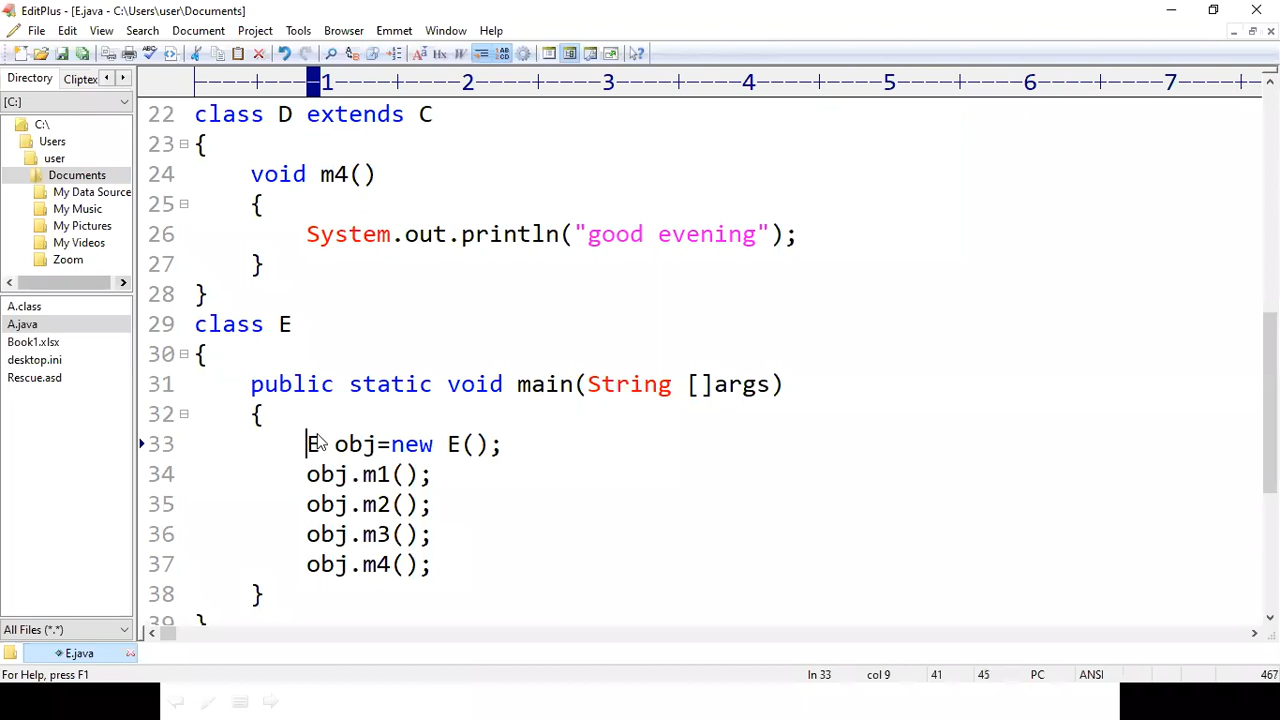 EditPlus - [E.java - C:\Users\user\Documents]
File Edit View Search Document Project Tools Browser Emmet Window Help
Directory Cliptex
[C:]
C:\
Users
user
Documents
My Data Source
My Music
My Pictures
My Videos
Zoom
A.class
A.java
Book1.xlsx
desktop.ini
Rescue.asd
All Files (*.*)
1 2 3 4 5 6 7
22 class D extends C
23 {
24 void m4()
25 {
26 System.out.println("good evening");
27 }
28 }
29 class E
30 {
31 public static void main(String []args)
32 {
33 E obj=new E();
34 obj.m1();
35 obj.m2();
36 obj.m3();
37 obj.m4();
38 }
39 }
E.java
For Help, press F1 ln 33 col 9 41 45 PC ANSI 467